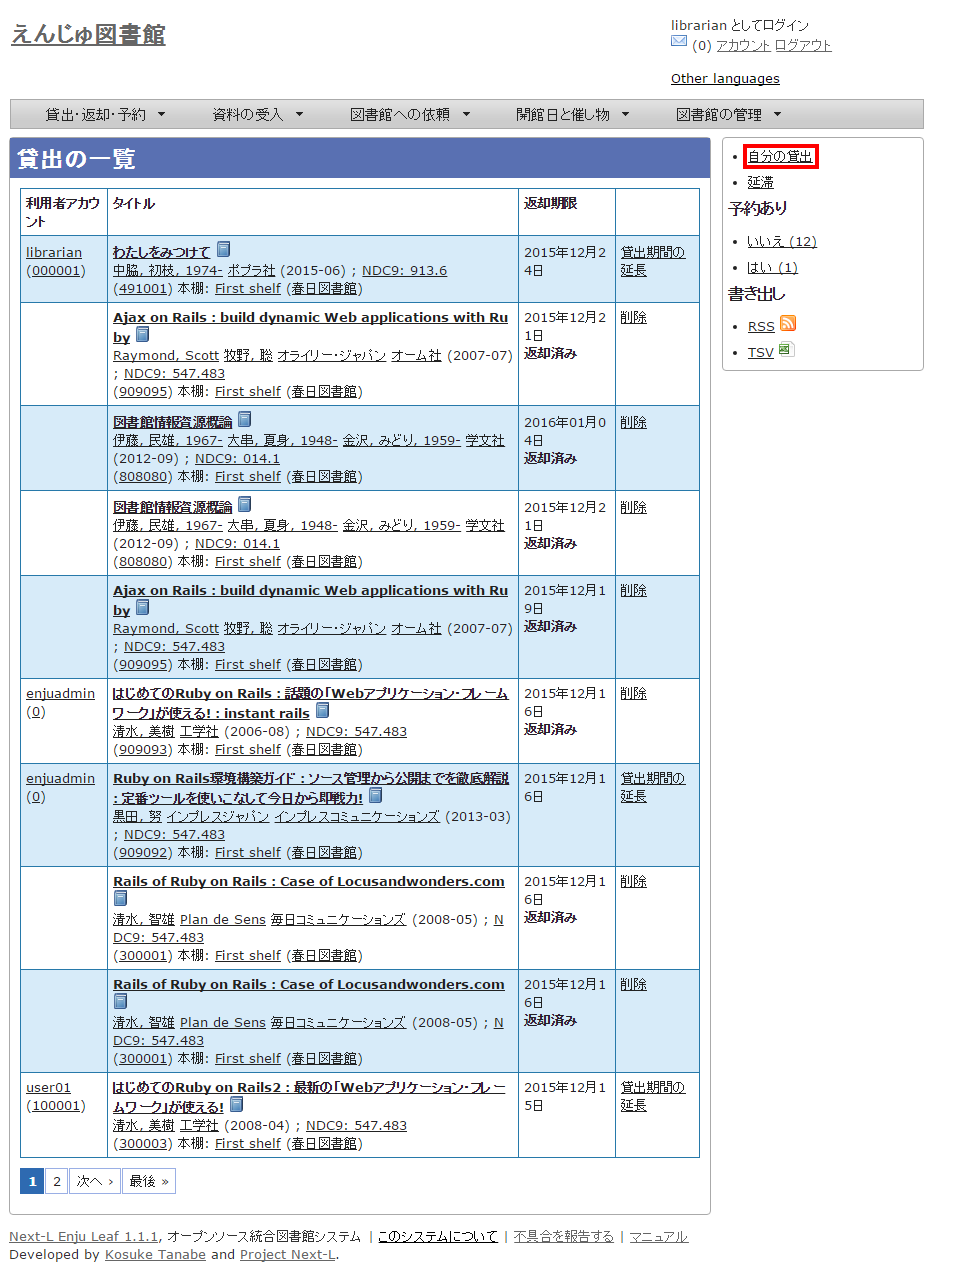 えんじゅ図書館
librarian としてログイン
(0) アカウント ログアウト
Other languages
貸出・返却・予約 ▼ 資料の受入 ▼ 図書館への依頼 ▼ 開館日と催し物 ▼ 図書館の管理 ▼
貸出の一覧
利用者アカウ
ント
タイトル
返却期限
librarian
(000001)
わたしをみつけて
中脇, 初枝, 1974- ポプラ社 (2015-06) ; NDC9: 913.6
(491001) 本棚: First shelf (春日図書館)
2015年12月2
4日
貸出期間の
延長
Ajax on Rails : build dynamic Web applications with Ru
by
Raymond, Scott 牧野, 聡 オライリー・ジャパン オーム社 (2007-07)
; NDC9: 547.483
(909095) 本棚: First shelf (春日図書館)
2015年12月2
1日
返却済み
削除
図書館情報資源概論
伊藤, 民雄, 1967- 大串, 夏身, 1948- 金沢, みどり, 1959- 学文社
(2012-09) ; NDC9: 014.1
(808080) 本棚: First shelf (春日図書館)
2016年01月0
4日
返却済み
削除
図書館情報資源概論
伊藤, 民雄, 1967- 大串, 夏身, 1948- 金沢, みどり, 1959- 学文社
(2012-09) ; NDC9: 014.1
(808080) 本棚: First shelf (春日図書館)
2015年12月2
1日
返却済み
削除
Ajax on Rails : build dynamic Web applications with Ru
by
Raymond, Scott 牧野, 聡 オライリー・ジャパン オーム社 (2007-07)
; NDC9: 547.483
(909095) 本棚: First shelf (春日図書館)
2015年12月1
9日
返却済み
削除
enjuadmin
(0)
はじめてのRuby on Rails : 話題の「Webアプリケーション・フレーム
ワーク」が使える! : instant rails
清水, 美樹 工学社 (2006-08) ; NDC9: 547.483
(909093) 本棚: First shelf (春日図書館)
2015年12月1
6日
返却済み
削除
enjuadmin
(0)
Ruby on Rails環境構築ガイド : ソース管理から公開までを徹底解説
: 定番ツールを使いこなして今日から即戦力!
黒田, 努 インプレスジャパン インプレスコミュニケーションズ (2013-03)
; NDC9: 547.483
(909092) 本棚: First shelf (春日図書館)
2015年12月1
6日
貸出期間の
延長
Rails of Ruby on Rails : Case of Locusandwonders.com
清水, 智雄 Plan de Sens 毎日コミュニケーションズ (2008-05) ; N
DC9: 547.483
(300001) 本棚: First shelf (春日図書館)
2015年12月1
6日
返却済み
削除
Rails of Ruby on Rails : Case of Locusandwonders.com
清水, 智雄 Plan de Sens 毎日コミュニケーションズ (2008-05) ; N
DC9: 547.483
(300001) 本棚: First shelf (春日図書館)
2015年12月1
6日
返却済み
削除
user01
(100001)
はじめてのRuby on Rails2 : 最新の「Webアプリケーション・フレー
ムワーク」が使える!
清水, 美樹 工学社 (2008-04) ; NDC9: 547.483
(300003) 本棚: First shelf (春日図書館)
2015年12月1
5日
貸出期間の
延長
1 2 次へ › 最後 »
• 自分の貸出
• 延滞
予約あり
• いいえ (12)
• はい (1)
書き出し
• RSS
• TSV
Next-L Enju Leaf 1.1.1, オープンソース統合図書館システム | このシステムについて | 不具合を報告する | マニュアル
Developed by Kosuke Tanabe and Project Next-L.